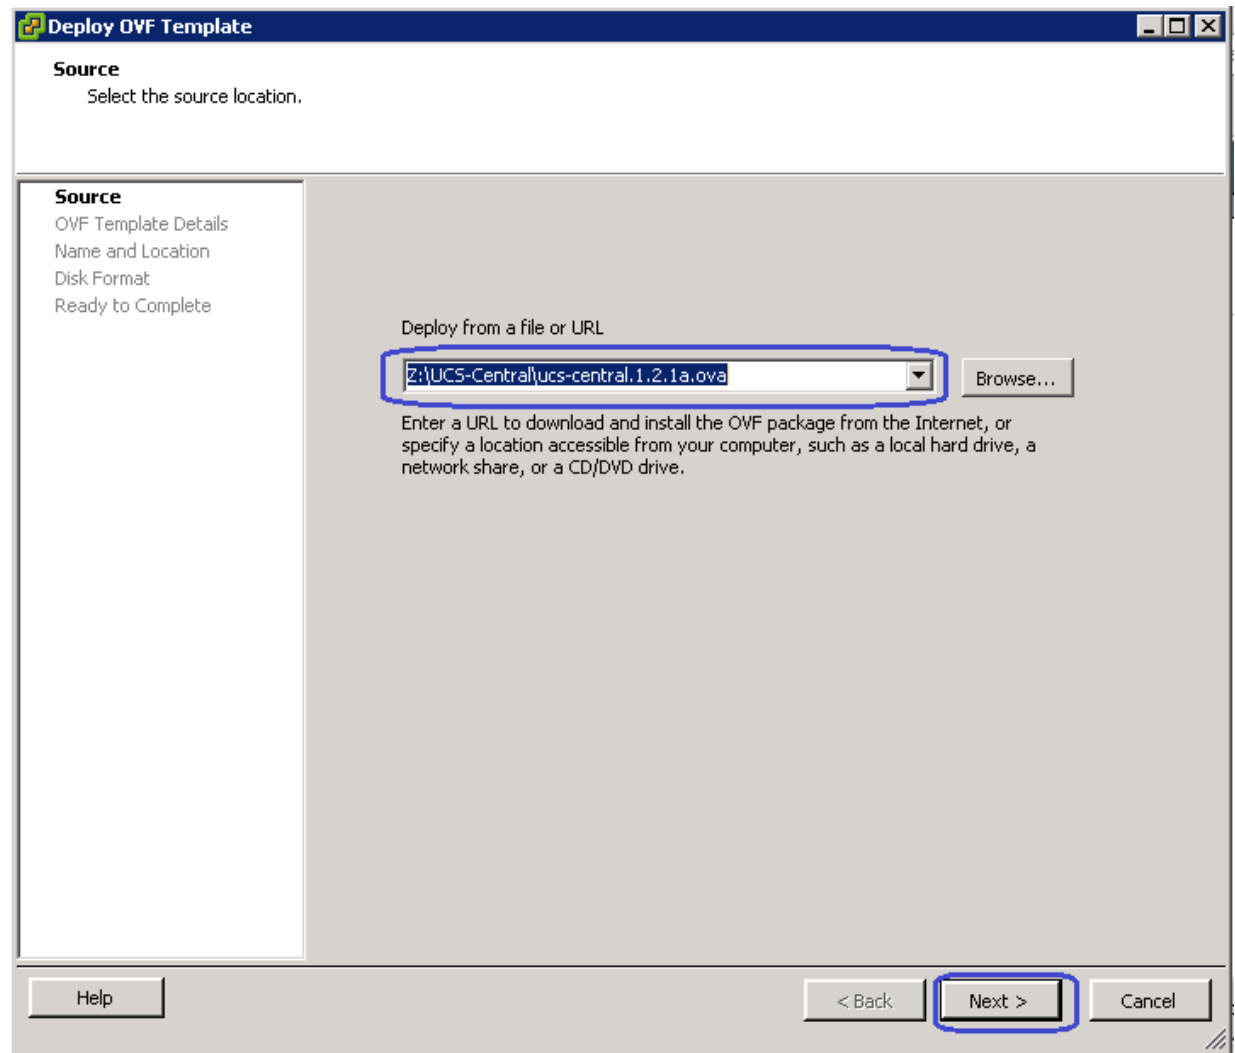 Deploy OVF Template
Source
Select the source location.
Source
OVF Template Details
Name and Location
Disk Format
Ready to Complete
Deploy from a file or URL
Z:\UCS-Central\ucs-central.1.2.1a.ova
Browse...
Enter a URL to download and install the OVF package from the Internet, or
specify a location accessible from your computer, such as a local hard drive, a
network share, or a CD/DVD drive.
Help
< Back
Next >
Cancel